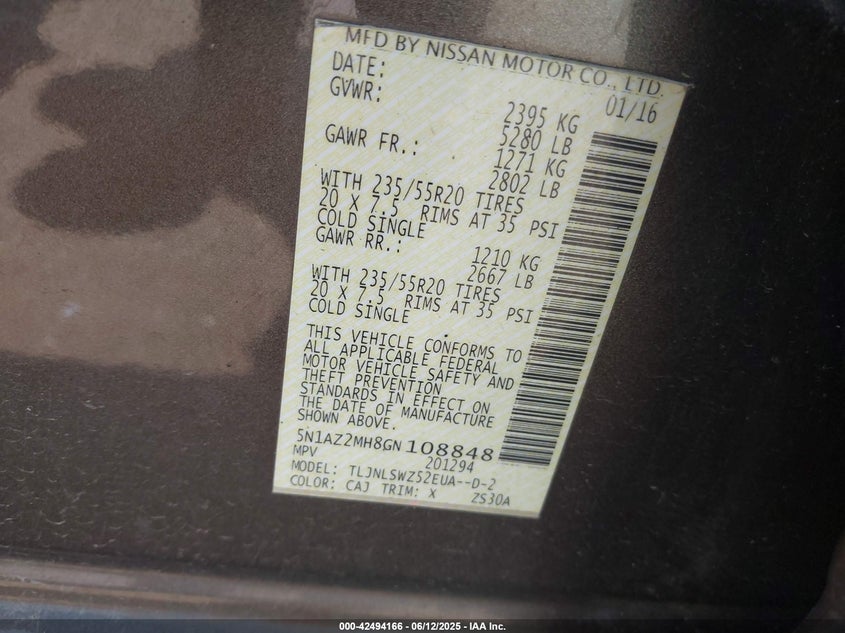 MFD BY NISSAN MOTOR CO., LTD.
DATE: 01/16
GVWR: 2395 KG
5280 LB
GAWR FR.: 1271 KG
2802 LB
WITH 235/55R20 TIRES
20 X 7.5 RIMS AT 35 PSI
COLD SINGLE
GAWR RR.: 1210 KG
2667 LB
WITH 235/55R20 TIRES
20 X 7.5 RIMS AT 35 PSI
COLD SINGLE
THIS VEHICLE CONFORMS TO
ALL APPLICABLE FEDERAL
MOTOR VEHICLE SAFETY AND
THEFT PREVENTION
STANDARDS IN EFFECT ON
THE DATE OF MANUFACTURE
SHOWN ABOVE.
5N1AZ2MH8GN108848
MPV 201294
MODEL: TLJNLSWZ52EUA--D-2
COLOR: CAJ TRIM: X ZS30A
000-42494166 - 06/12/2025 - IAA Inc.